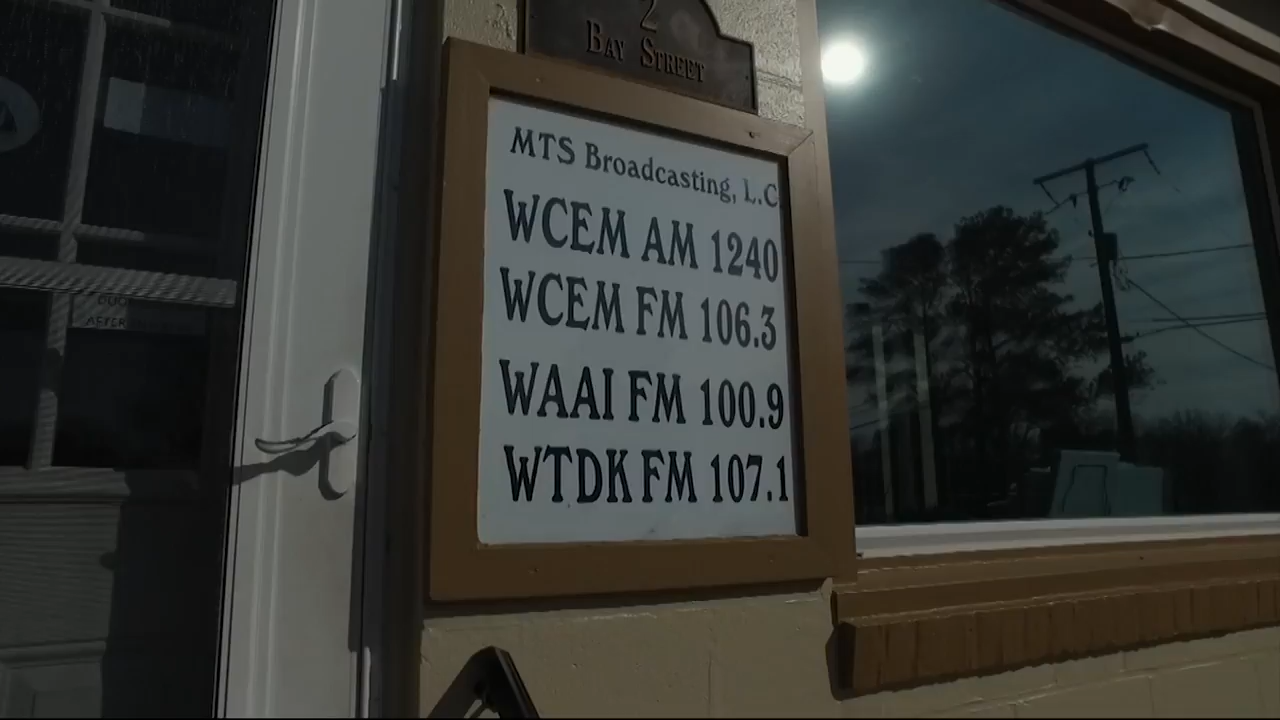 2
BAY STREET
MTS Broadcasting, L.C
WCEM AM 1240
WCEM FM 106.3
WAAI FM 100.9
WTDK FM 107.1
AFTER